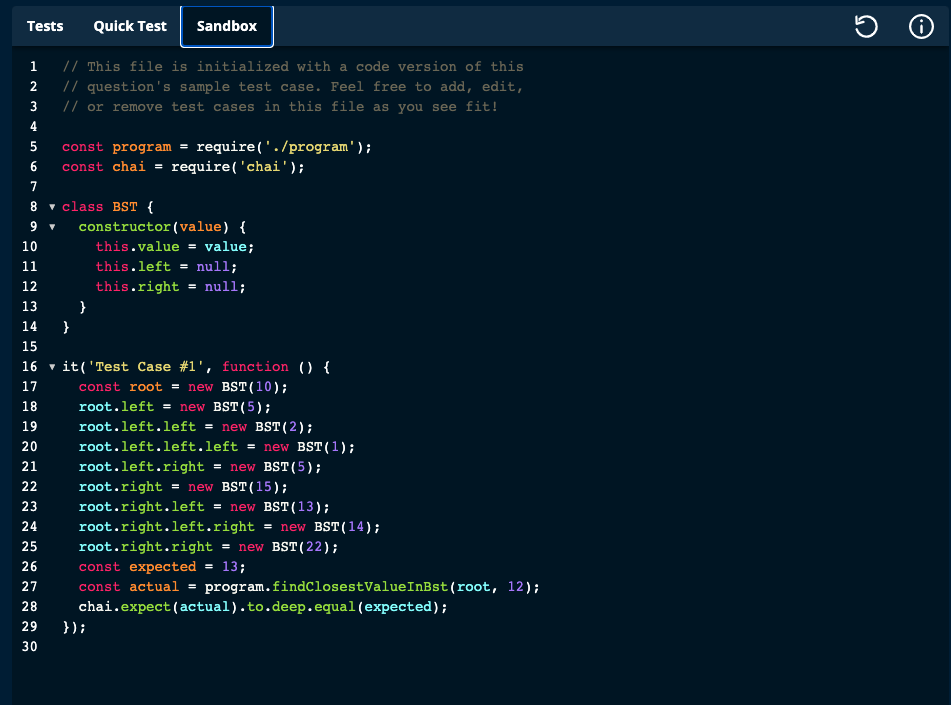 Tests Quick Test Sandbox
1 // This file is initialized with a code version of this
2 // question's sample test case. Feel free to add, edit,
3 // or remove test cases in this file as you see fit!
4
5 const program = require('./program');
6 const chai = require('chai');
7
8 class BST {
9   constructor(value) {
10     this.value = value;
11     this.left = null;
12     this.right = null;
13   }
14 }
15
16 it('Test Case #1', function () {
17   const root = new BST(10);
18   root.left = new BST(5);
19   root.left.left = new BST(2);
20   root.left.left.left = new BST(1);
21   root.left.right = new BST(5);
22   root.right = new BST(15);
23   root.right.left = new BST(13);
24   root.right.left.right = new BST(14);
25   root.right.right = new BST(22);
26   const expected = 13;
27   const actual = program.findClosestValueInBst(root, 12);
28   chai.expect(actual).to.deep.equal(expected);
29 });
30